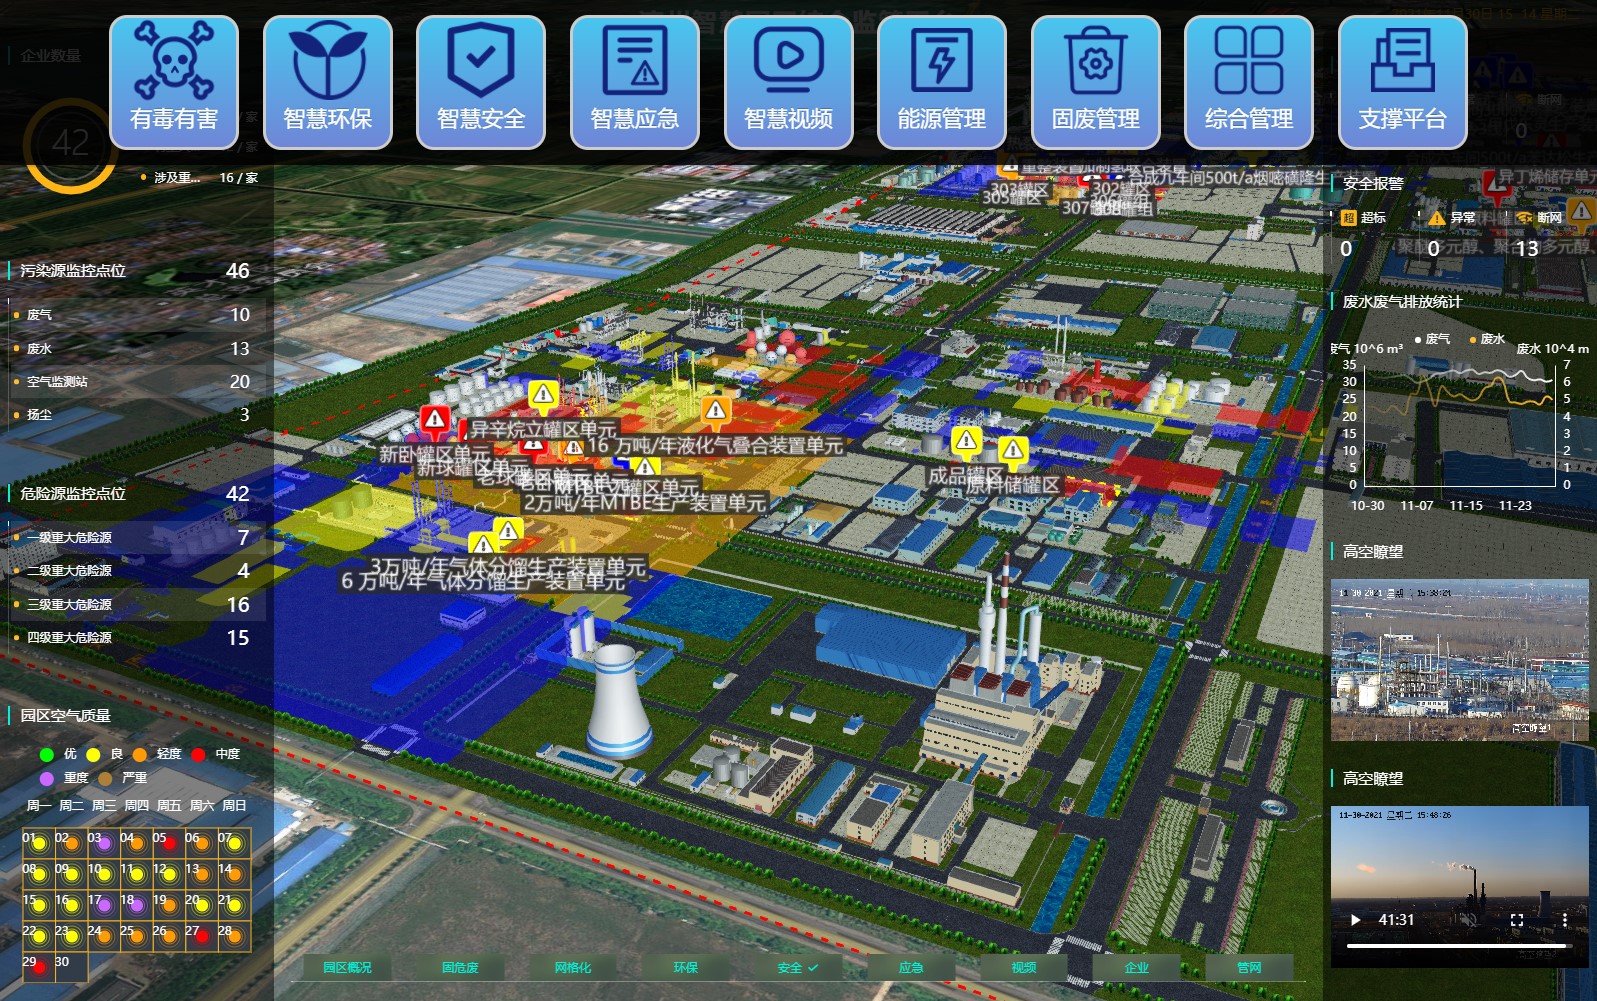 企业数量
42
涉及重... 16 / 家
有毒有害
智慧环保
智慧安全
智慧应急
智慧视频
能源管理
固废管理
综合管理
支撑平台
污染源监控点位 46
废气 10
废水 13
空气监测站 20
扬尘 3
危险源监控点位 42
一级重大危险源 7
二级重大危险源 4
三级重大危险源 16
四级重大危险源 15
园区空气质量
优 良 轻度 中度
重度 严重
周一 周二 周三 周四 周五 周六 周日
01 02 03 04 05 06 07
08 09 10 11 12 13 14
15 16 17 18 19 20 21
22 23 24 25 26 27 28
29 30
303罐区
305罐区
302罐区
合成九车间500t/a烟嘧磺隆生产装置
异辛烷立罐区单元
16 万吨/年液化气叠合装置单元
新卧罐区单元
新球罐区单元
2万吨/年MTBE生产装置单元
3万吨/年气体分馏生产装置单元
6 万吨/年气体分馏生产装置单元
成品罐区
原料储罐区
园区概况
固危废
网格化
环保
安全
应急
视频
企业
管网
安全报警
异丁烯储存单元
超 超标 异常 断网
0 0 13
废水废气排放统计
废气 废水
废气 10^6 m³ 废水 10^4 m
35 7
30 6
25 5
20 4
15 3
10 2
5 1
0 0
10-30 11-07 11-15 11-23
高空瞭望
11-30-2021 星期二 15:38:24
高空瞭望1
高空瞭望
11-30-2021 星期二 15:48:26
41:31